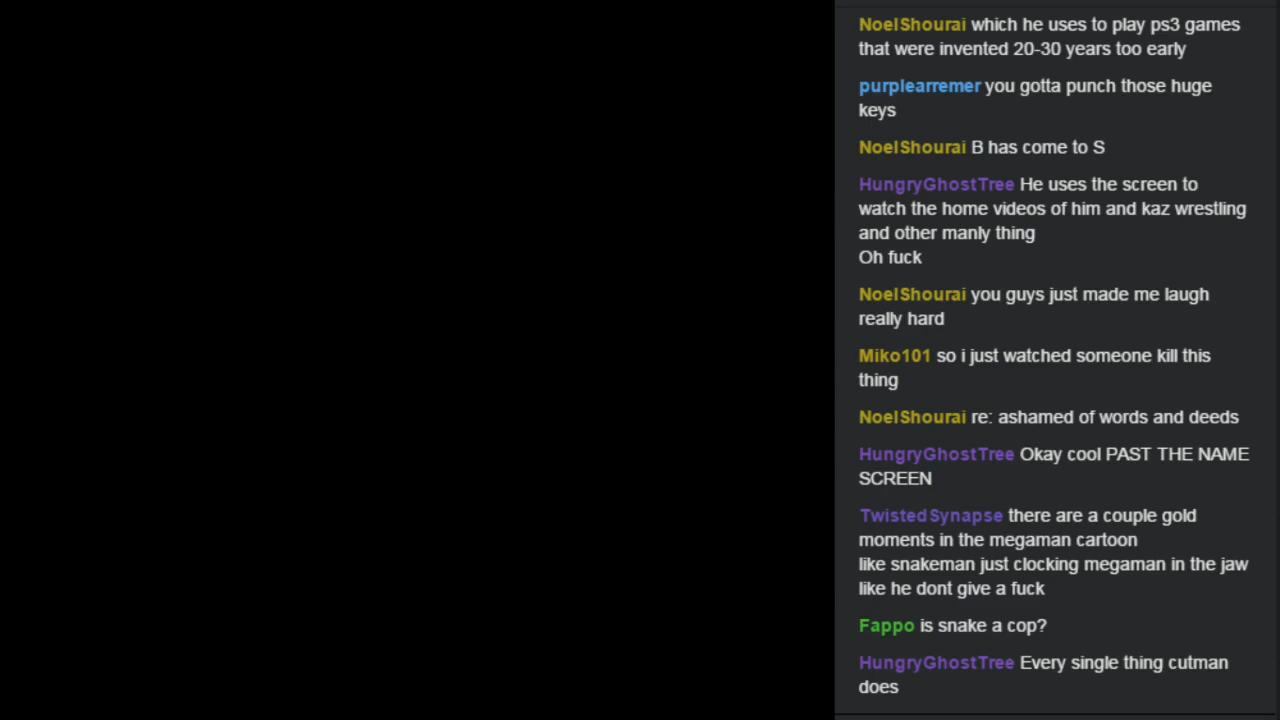 NoelShourai which he uses to play ps3 games
that were invented 20-30 years too early
purplearremer you gotta punch those huge
keys
NoelShourai B has come to S
HungryGhostTree He uses the screen to
watch the home videos of him and kaz wrestling
and other manly thing
Oh fuck
NoelShourai you guys just made me laugh
really hard
Miko101 so i just watched someone kill this
thing
NoelShourai re: ashamed of words and deeds
HungryGhostTree Okay cool PAST THE NAME
SCREEN
TwistedSynapse there are a couple gold
moments in the megaman cartoon
like snakeman just clocking megaman in the jaw
like he dont give a fuck
Fappo is snake a cop?
HungryGhostTree Every single thing cutman
does